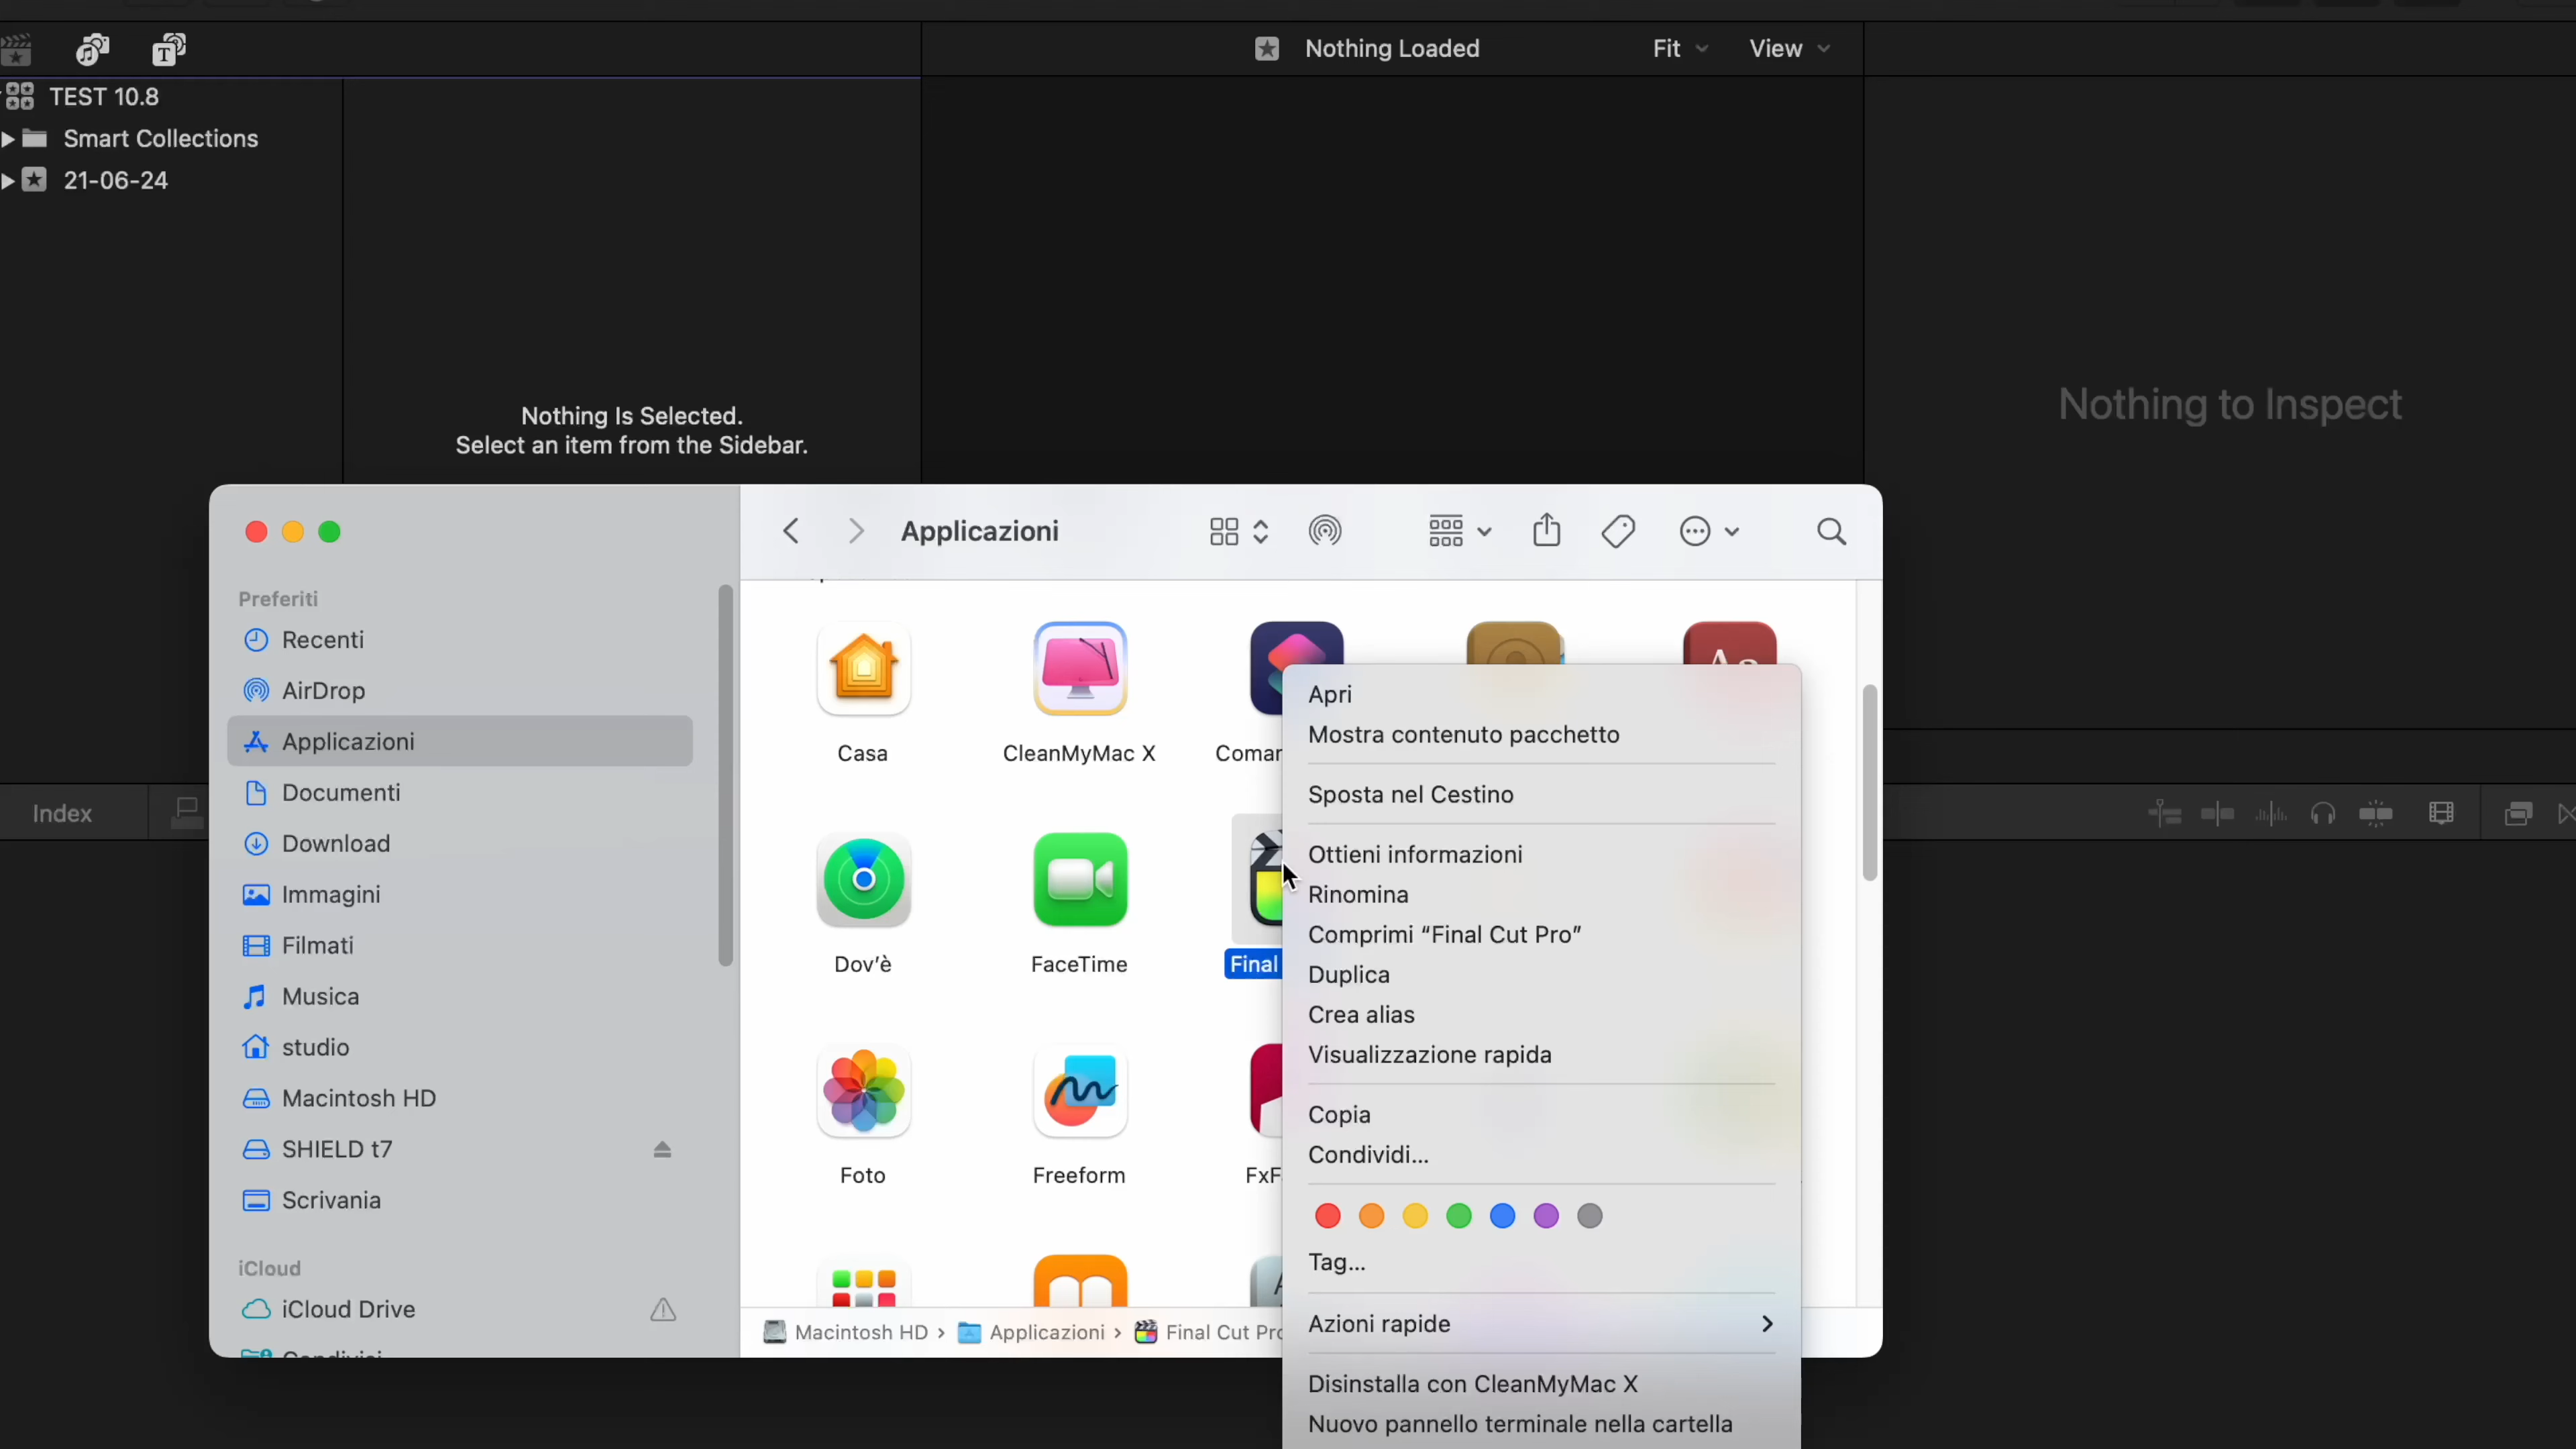 Nothing Loaded
Fit
View
TEST 10.8
Smart Collections
21-06-24
Nothing Is Selected.
Select an item from the Sidebar.
Nothing to Inspect
Index
Applicazioni
Preferiti
Recenti
AirDrop
Applicazioni
Documenti
Download
Immagini
Filmati
Musica
studio
Macintosh HD
SHIELD t7
Scrivania
iCloud
iCloud Drive
Casa
CleanMyMac X
Dov'è
FaceTime
Final
Foto
Freeform
Macintosh HD › Applicazioni › Final Cut Pro
Apri
Mostra contenuto pacchetto
Sposta nel Cestino
Ottieni informazioni
Rinomina
Comprimi “Final Cut Pro”
Duplica
Crea alias
Visualizzazione rapida
Copia
Condividi...
Tag...
Azioni rapide
Disinstalla con CleanMyMac X
Nuovo pannello terminale nella cartella